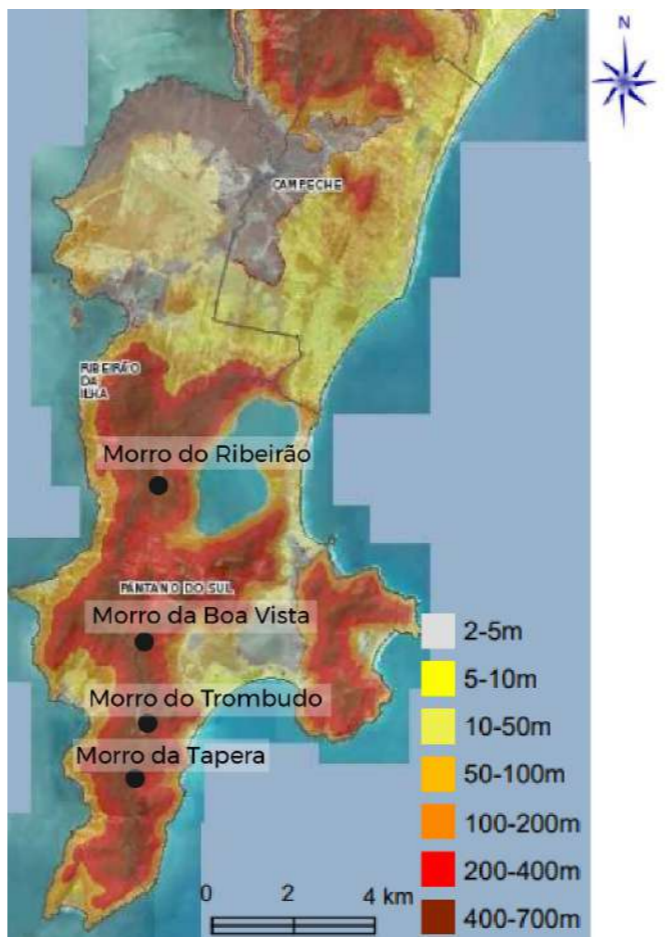 N
CAMPECHE
RIBEIRÃO
DA
ILHA
Morro do Ribeirão
PÂNTANO DO SUL
Morro da Boa Vista
Morro do Trombudo
Morro da Tapera
2-5m
5-10m
10-50m
50-100m
100-200m
200-400m
400-700m
0 2 4 km